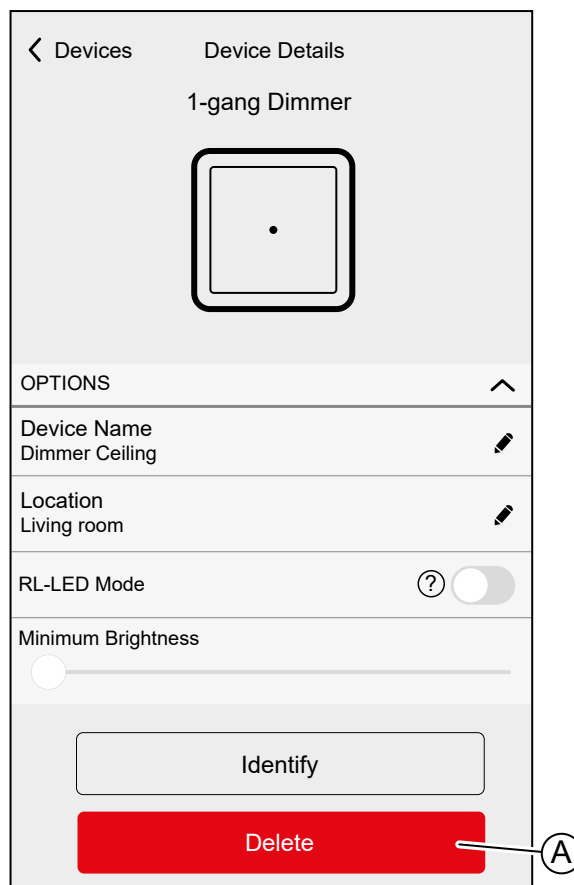 Devices
Device Details
1-gang Dimmer
OPTIONS
Device Name
Dimmer Ceiling
Location
Living room
RL-LED Mode
?
Minimum Brightness
Identify
Delete
A